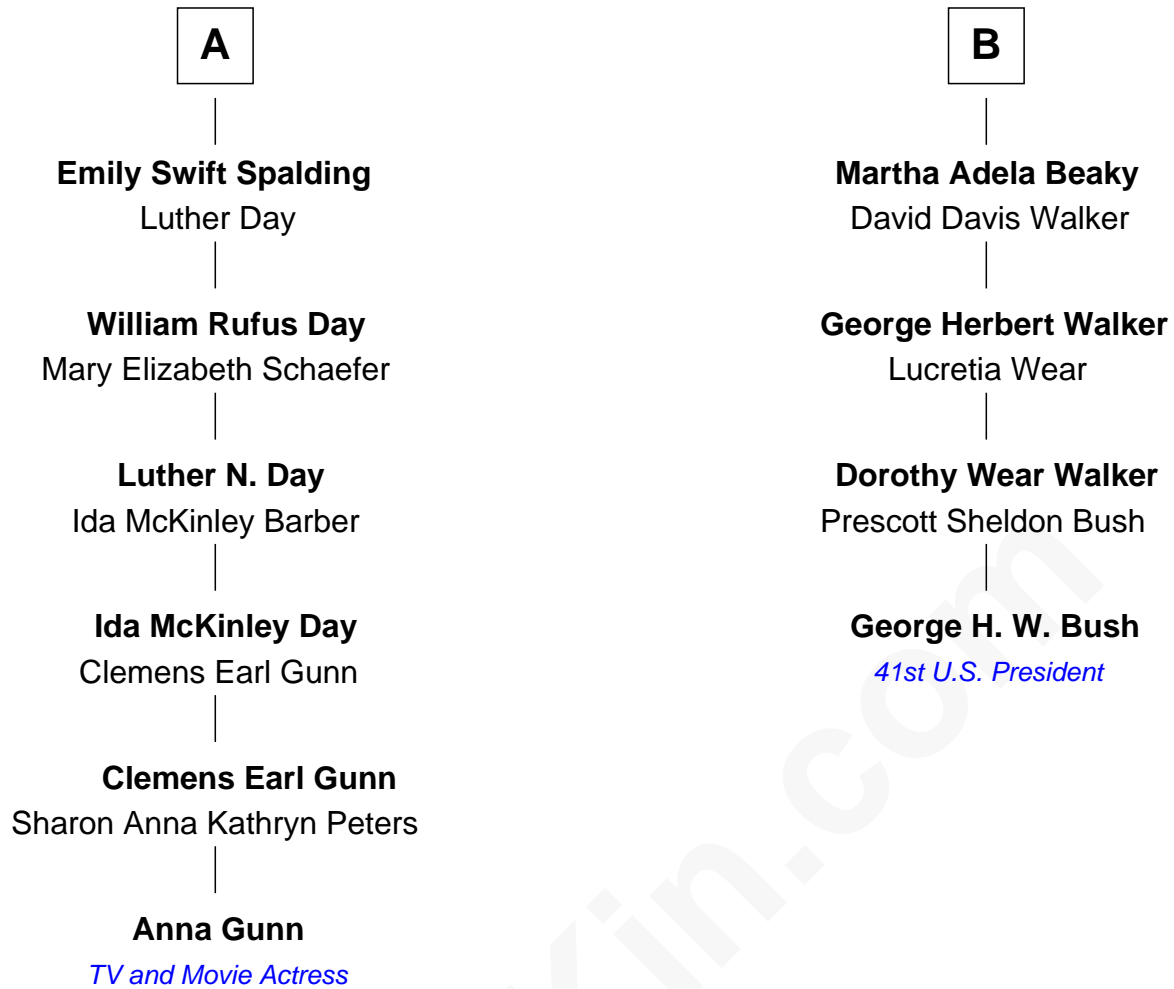 A
Emily Swift Spalding
Luther Day
William Rufus Day
Mary Elizabeth Schaefer
Luther N. Day
Ida McKinley Barber
Ida McKinley Day
Clemens Earl Gunn
Clemens Earl Gunn
Sharon Anna Kathryn Peters
Anna Gunn
TV and Movie Actress
B
Martha Adela Beaky
David Davis Walker
George Herbert Walker
Lucretia Wear
Dorothy Wear Walker
Prescott Sheldon Bush
George H. W. Bush
41st U.S. President